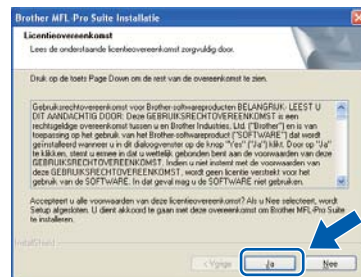 Brother MFL-Pro Suite Installatie
Licentieovereenkomst
Lees de onderstaande licentieovereenkomst zorgvuldig door.
Druk op de toets Page Down om de rest van de overeenkomst te zien.
Gebruiksrechtovereenkomst voor Brother-softwareproducten BELANGRIJK- LEEST U
DIT AANDACHTIG DOOR: Deze GEBRUIKSRECHTOVEREENKOMST is een
rechtsgeldige overeenkomst tussen u en Brother Industries, Ltd. ("Brother") en is van
toepassing op het gebruik van het Brother-softwareproduct ("SOFTWARE") dat wordt
geïnstalleerd wanneer u in dit dialoogvenster op de knop "Yes" ("Ja") klikt. Door op "Ja"
te klikken, stemt u ermee in dat u wettelijk gebonden bent aan de voorwaarden van deze
GEBRUIKSRECHTOVEREENKOMST. Indien u niet instemt met de voorwaarden van
deze GEBRUIKSRECHTOVEREENKOMST, wordt geen licentie verstrekt voor het
gebruik van de SOFTWARE. In dat geval mag u de SOFTWARE niet gebruiken.
Accepteert u alle voorwaarden van deze licentieovereenkomst? Als u Nee selecteert, wordt
Setup afgesloten. U dient akkoord te gaan met deze overeenkomst om Brother MFL-Pro Suite
te installeren.
InstallShield
< Vorige Ja Nee